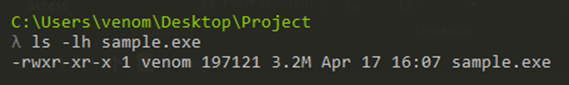 C:\Users\venom\Desktop\Project
λ ls -lh sample.exe
-rwxr-xr-x 1 venom 197121 3.2M Apr 17 16:07 sample.exe